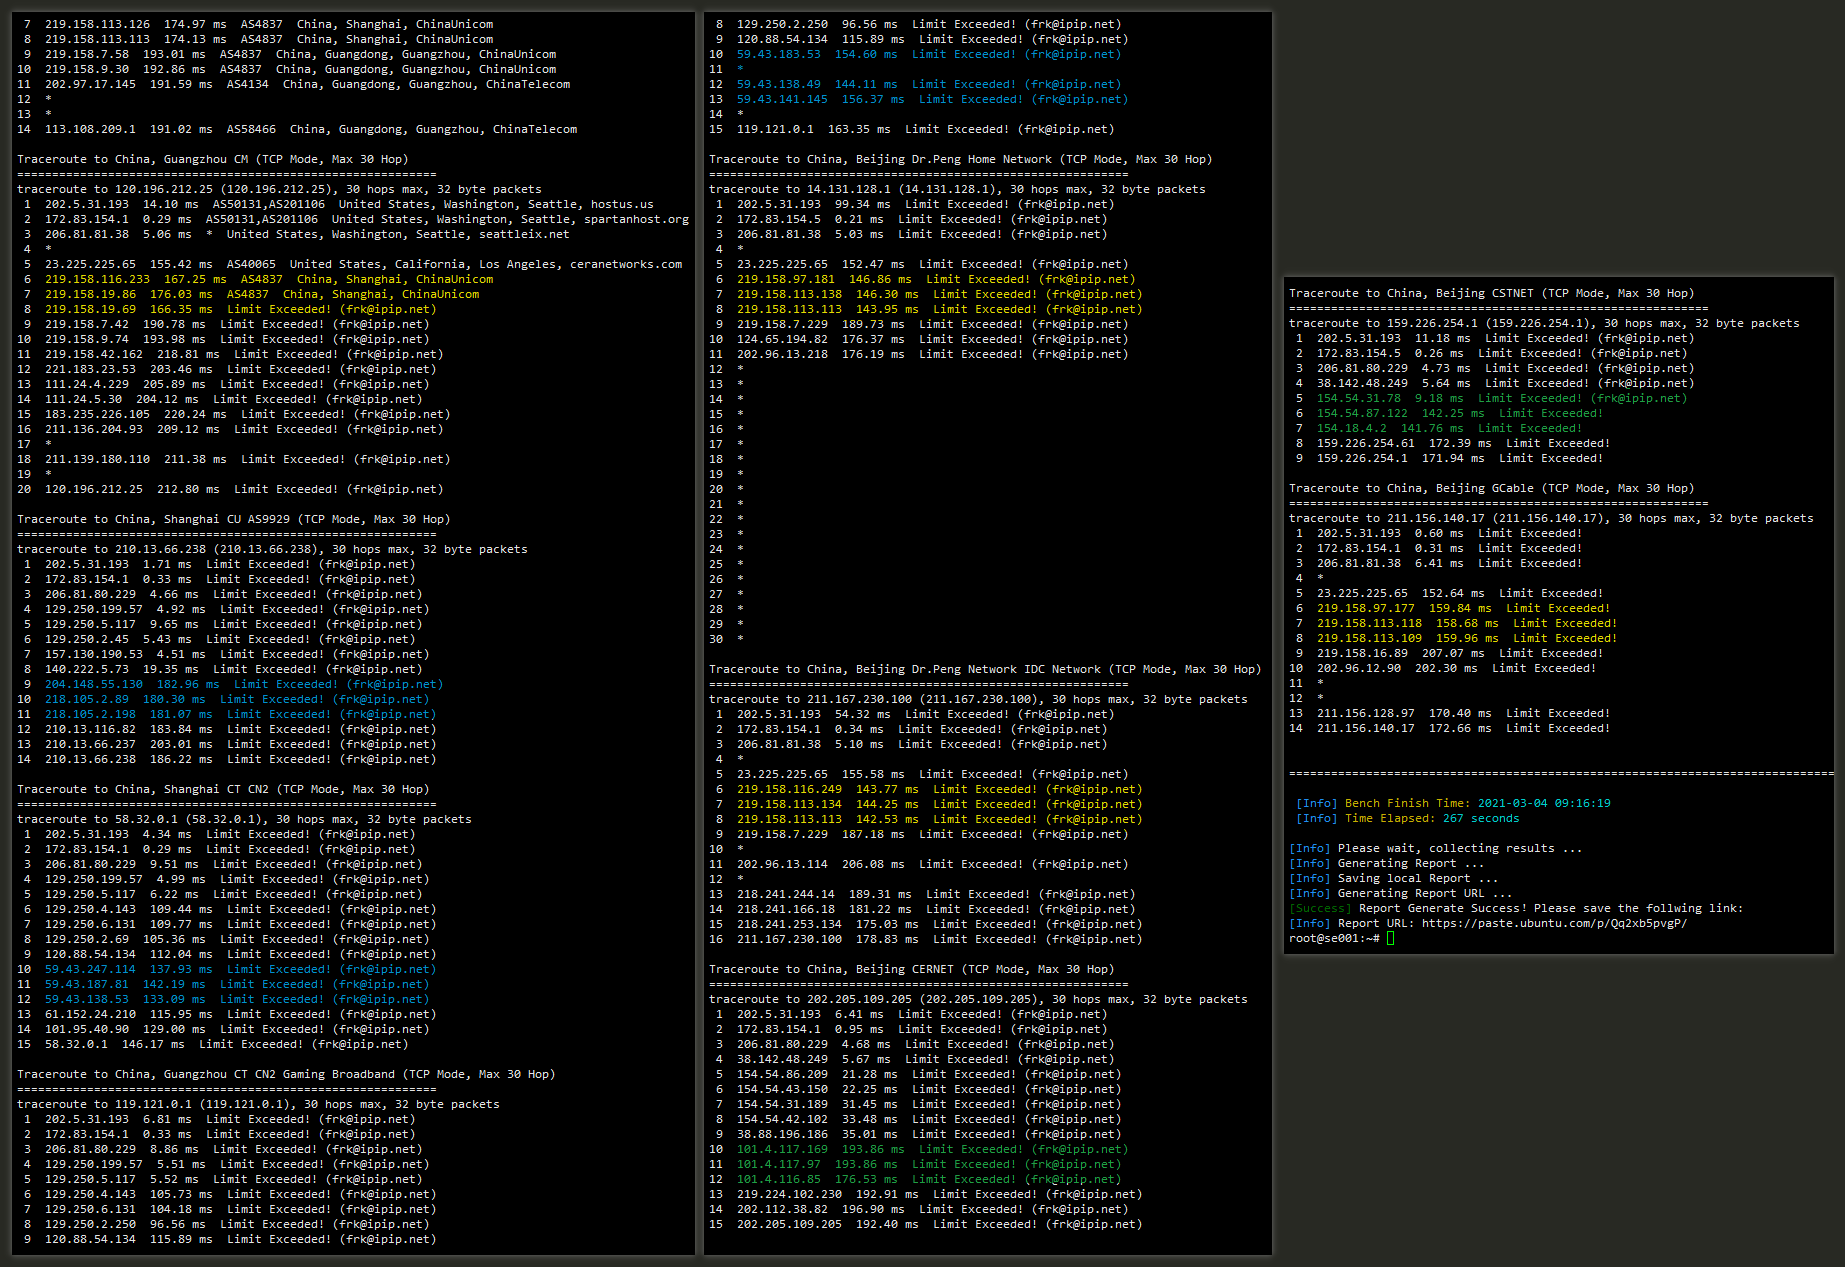 7  219.158.113.126  174.97 ms  AS4837  China, Shanghai, ChinaUnicom
8  219.158.113.113  174.13 ms  AS4837  China, Shanghai, ChinaUnicom
9  219.158.7.58  193.01 ms  AS4837  China, Guangdong, Guangzhou, ChinaUnicom
10  219.158.9.30  192.86 ms  AS4837  China, Guangdong, Guangzhou, ChinaUnicom
11  202.97.17.145  191.59 ms  AS4134  China, Guangdong, Guangzhou, ChinaTelecom
12  *
13  *
14  113.108.209.1  191.02 ms  AS58466  China, Guangdong, Guangzhou, ChinaTelecom
Traceroute to China, Guangzhou CM (TCP Mode, Max 30 Hop)
============================================================
traceroute to 120.196.212.25 (120.196.212.25), 30 hops max, 32 byte packets
1  202.5.31.193  14.10 ms  AS50131,AS201106  United States, Washington, Seattle, hostus.us
2  172.83.154.1  0.29 ms  AS50131,AS201106  United States, Washington, Seattle, spartanhost.org
3  206.81.81.38  5.06 ms  *  United States, Washington, Seattle, seattleix.net
4  *
5  23.225.225.65  155.42 ms  AS40065  United States, California, Los Angeles, ceranetworks.com
6  219.158.116.233  167.25 ms  AS4837  China, Shanghai, ChinaUnicom
7  219.158.19.86  176.03 ms  AS4837  China, Shanghai, ChinaUnicom
8  219.158.19.69  166.35 ms  Limit Exceeded! (frk@ipip.net)
9  219.158.7.42  190.78 ms  Limit Exceeded! (frk@ipip.net)
10  219.158.9.74  193.98 ms  Limit Exceeded! (frk@ipip.net)
11  219.158.42.162  218.81 ms  Limit Exceeded! (frk@ipip.net)
12  221.183.23.53  203.46 ms  Limit Exceeded! (frk@ipip.net)
13  111.24.4.229  205.89 ms  Limit Exceeded! (frk@ipip.net)
14  111.24.5.30  204.12 ms  Limit Exceeded! (frk@ipip.net)
15  183.235.226.105  220.24 ms  Limit Exceeded! (frk@ipip.net)
16  211.136.204.93  209.12 ms  Limit Exceeded! (frk@ipip.net)
17  *
18  211.139.180.110  211.38 ms  Limit Exceeded! (frk@ipip.net)
19  *
20  120.196.212.25  212.80 ms  Limit Exceeded! (frk@ipip.net)
Traceroute to China, Shanghai CU AS9929 (TCP Mode, Max 30 Hop)
============================================================
traceroute to 210.13.66.238 (210.13.66.238), 30 hops max, 32 byte packets
1  202.5.31.193  1.71 ms  Limit Exceeded! (frk@ipip.net)
2  172.83.154.1  0.33 ms  Limit Exceeded! (frk@ipip.net)
3  206.81.80.229  4.66 ms  Limit Exceeded! (frk@ipip.net)
4  129.250.199.57  4.92 ms  Limit Exceeded! (frk@ipip.net)
5  129.250.5.117  9.65 ms  Limit Exceeded! (frk@ipip.net)
6  129.250.2.45  5.43 ms  Limit Exceeded! (frk@ipip.net)
7  157.130.190.53  4.51 ms  Limit Exceeded! (frk@ipip.net)
8  140.222.5.73  19.35 ms  Limit Exceeded! (frk@ipip.net)
9  204.148.55.130  182.96 ms  Limit Exceeded! (frk@ipip.net)
10  218.105.2.89  180.30 ms  Limit Exceeded! (frk@ipip.net)
11  218.105.2.198  181.07 ms  Limit Exceeded! (frk@ipip.net)
12  210.13.116.82  183.84 ms  Limit Exceeded! (frk@ipip.net)
13  210.13.66.237  203.01 ms  Limit Exceeded! (frk@ipip.net)
14  210.13.66.238  186.22 ms  Limit Exceeded! (frk@ipip.net)
Traceroute to China, Shanghai CT CN2 (TCP Mode, Max 30 Hop)
============================================================
traceroute to 58.32.0.1 (58.32.0.1), 30 hops max, 32 byte packets
1  202.5.31.193  4.34 ms  Limit Exceeded! (frk@ipip.net)
2  172.83.154.1  0.29 ms  Limit Exceeded! (frk@ipip.net)
3  206.81.80.229  9.51 ms  Limit Exceeded! (frk@ipip.net)
4  129.250.199.57  4.99 ms  Limit Exceeded! (frk@ipip.net)
5  129.250.5.117  6.22 ms  Limit Exceeded! (frk@ipip.net)
6  129.250.4.143  109.44 ms  Limit Exceeded! (frk@ipip.net)
7  129.250.6.131  109.77 ms  Limit Exceeded! (frk@ipip.net)
8  129.250.2.69  105.36 ms  Limit Exceeded! (frk@ipip.net)
9  120.88.54.134  112.04 ms  Limit Exceeded! (frk@ipip.net)
10  59.43.247.114  137.93 ms  Limit Exceeded! (frk@ipip.net)
11  59.43.187.81  142.19 ms  Limit Exceeded! (frk@ipip.net)
12  59.43.138.53  133.09 ms  Limit Exceeded! (frk@ipip.net)
13  61.152.24.210  115.95 ms  Limit Exceeded! (frk@ipip.net)
14  101.95.40.90  129.00 ms  Limit Exceeded! (frk@ipip.net)
15  58.32.0.1  146.17 ms  Limit Exceeded! (frk@ipip.net)
Traceroute to China, Guangzhou CT CN2 Gaming Broadband (TCP Mode, Max 30 Hop)
============================================================
traceroute to 119.121.0.1 (119.121.0.1), 30 hops max, 32 byte packets
1  202.5.31.193  6.81 ms  Limit Exceeded! (frk@ipip.net)
2  172.83.154.1  0.33 ms  Limit Exceeded! (frk@ipip.net)
3  206.81.80.229  8.86 ms  Limit Exceeded! (frk@ipip.net)
4  129.250.199.57  5.51 ms  Limit Exceeded! (frk@ipip.net)
5  129.250.5.117  5.52 ms  Limit Exceeded! (frk@ipip.net)
6  129.250.4.143  105.73 ms  Limit Exceeded! (frk@ipip.net)
7  129.250.6.131  104.18 ms  Limit Exceeded! (frk@ipip.net)
8  129.250.2.250  96.56 ms  Limit Exceeded! (frk@ipip.net)
9  120.88.54.134  115.89 ms  Limit Exceeded! (frk@ipip.net)
8  129.250.2.250  96.56 ms  Limit Exceeded! (frk@ipip.net)
9  120.88.54.134  115.89 ms  Limit Exceeded! (frk@ipip.net)
10  59.43.183.53  154.60 ms  Limit Exceeded! (frk@ipip.net)
11  *
12  59.43.138.49  144.11 ms  Limit Exceeded! (frk@ipip.net)
13  59.43.141.145  156.37 ms  Limit Exceeded! (frk@ipip.net)
14  *
15  119.121.0.1  163.35 ms  Limit Exceeded! (frk@ipip.net)
Traceroute to China, Beijing Dr.Peng Home Network (TCP Mode, Max 30 Hop)
============================================================
traceroute to 14.131.128.1 (14.131.128.1), 30 hops max, 32 byte packets
1  202.5.31.193  99.34 ms  Limit Exceeded! (frk@ipip.net)
2  172.83.154.5  0.21 ms  Limit Exceeded! (frk@ipip.net)
3  206.81.81.38  5.03 ms  Limit Exceeded! (frk@ipip.net)
4  *
5  23.225.225.65  152.47 ms  Limit Exceeded! (frk@ipip.net)
6  219.158.97.181  146.86 ms  Limit Exceeded! (frk@ipip.net)
7  219.158.113.138  146.30 ms  Limit Exceeded! (frk@ipip.net)
8  219.158.113.113  143.95 ms  Limit Exceeded! (frk@ipip.net)
9  219.158.7.229  189.73 ms  Limit Exceeded! (frk@ipip.net)
10  124.65.194.82  176.37 ms  Limit Exceeded! (frk@ipip.net)
11  202.96.13.218  176.19 ms  Limit Exceeded! (frk@ipip.net)
12  *
13  *
14  *
15  *
16  *
17  *
18  *
19  *
20  *
21  *
22  *
23  *
24  *
25  *
26  *
27  *
28  *
29  *
30  *
Traceroute to China, Beijing Dr.Peng Network IDC Network (TCP Mode, Max 30 Hop)
============================================================
traceroute to 211.167.230.100 (211.167.230.100), 30 hops max, 32 byte packets
1  202.5.31.193  54.32 ms  Limit Exceeded! (frk@ipip.net)
2  172.83.154.1  0.34 ms  Limit Exceeded! (frk@ipip.net)
3  206.81.81.38  5.10 ms  Limit Exceeded! (frk@ipip.net)
4  *
5  23.225.225.65  155.58 ms  Limit Exceeded! (frk@ipip.net)
6  219.158.116.249  143.77 ms  Limit Exceeded! (frk@ipip.net)
7  219.158.113.134  144.25 ms  Limit Exceeded! (frk@ipip.net)
8  219.158.113.113  142.53 ms  Limit Exceeded! (frk@ipip.net)
9  219.158.7.229  187.18 ms  Limit Exceeded! (frk@ipip.net)
10  *
11  202.96.13.114  206.08 ms  Limit Exceeded! (frk@ipip.net)
12  *
13  218.241.244.14  189.31 ms  Limit Exceeded! (frk@ipip.net)
14  218.241.166.18  181.22 ms  Limit Exceeded! (frk@ipip.net)
15  218.241.253.134  175.03 ms  Limit Exceeded! (frk@ipip.net)
16  211.167.230.100  178.83 ms  Limit Exceeded! (frk@ipip.net)
Traceroute to China, Beijing CERNET (TCP Mode, Max 30 Hop)
============================================================
traceroute to 202.205.109.205 (202.205.109.205), 30 hops max, 32 byte packets
1  202.5.31.193  6.41 ms  Limit Exceeded! (frk@ipip.net)
2  172.83.154.1  0.95 ms  Limit Exceeded! (frk@ipip.net)
3  206.81.80.229  4.68 ms  Limit Exceeded! (frk@ipip.net)
4  38.142.48.249  5.67 ms  Limit Exceeded! (frk@ipip.net)
5  154.54.86.209  21.28 ms  Limit Exceeded! (frk@ipip.net)
6  154.54.43.150  22.25 ms  Limit Exceeded! (frk@ipip.net)
7  154.54.31.189  31.45 ms  Limit Exceeded! (frk@ipip.net)
8  154.54.42.102  33.48 ms  Limit Exceeded! (frk@ipip.net)
9  38.88.196.186  35.01 ms  Limit Exceeded! (frk@ipip.net)
10  101.4.117.169  193.86 ms  Limit Exceeded! (frk@ipip.net)
11  101.4.117.97  193.86 ms  Limit Exceeded! (frk@ipip.net)
12  101.4.116.85  176.53 ms  Limit Exceeded! (frk@ipip.net)
13  219.224.102.230  192.91 ms  Limit Exceeded! (frk@ipip.net)
14  202.112.38.82  196.90 ms  Limit Exceeded! (frk@ipip.net)
15  202.205.109.205  192.40 ms  Limit Exceeded! (frk@ipip.net)
Traceroute to China, Beijing CSTNET (TCP Mode, Max 30 Hop)
============================================================
traceroute to 159.226.254.1 (159.226.254.1), 30 hops max, 32 byte packets
1  202.5.31.193  11.18 ms  Limit Exceeded! (frk@ipip.net)
2  172.83.154.5  0.26 ms  Limit Exceeded! (frk@ipip.net)
3  206.81.80.229  4.73 ms  Limit Exceeded! (frk@ipip.net)
4  38.142.48.249  5.64 ms  Limit Exceeded! (frk@ipip.net)
5  154.54.31.78  9.18 ms  Limit Exceeded! (frk@ipip.net)
6  154.54.87.122  142.25 ms  Limit Exceeded!
7  154.18.4.2  141.76 ms  Limit Exceeded!
8  159.226.254.61  172.39 ms  Limit Exceeded!
9  159.226.254.1  171.94 ms  Limit Exceeded!
Traceroute to China, Beijing GCable (TCP Mode, Max 30 Hop)
============================================================
traceroute to 211.156.140.17 (211.156.140.17), 30 hops max, 32 byte packets
1  202.5.31.193  0.60 ms  Limit Exceeded!
2  172.83.154.1  0.31 ms  Limit Exceeded!
3  206.81.81.38  6.41 ms  Limit Exceeded!
4  *
5  23.225.225.65  152.64 ms  Limit Exceeded!
6  219.158.97.177  159.84 ms  Limit Exceeded!
7  219.158.113.118  158.68 ms  Limit Exceeded!
8  219.158.113.109  159.96 ms  Limit Exceeded!
9  219.158.16.89  207.07 ms  Limit Exceeded!
10  202.96.12.90  202.30 ms  Limit Exceeded!
11  *
12  *
13  211.156.128.97  170.40 ms  Limit Exceeded!
14  211.156.140.17  172.66 ms  Limit Exceeded!
==============================================================================
[Info] Bench Finish Time: 2021-03-04 09:16:19
[Info] Time Elapsed: 267 seconds
[Info] Please wait, collecting results ...
[Info] Generating Report ...
[Info] Saving local Report ...
[Info] Generating Report URL ...
[Success] Report Generate Success! Please save the follwing link:
[Info] Report URL: https://paste.ubuntu.com/p/Qq2xb5pvgP/
root@se001:~#